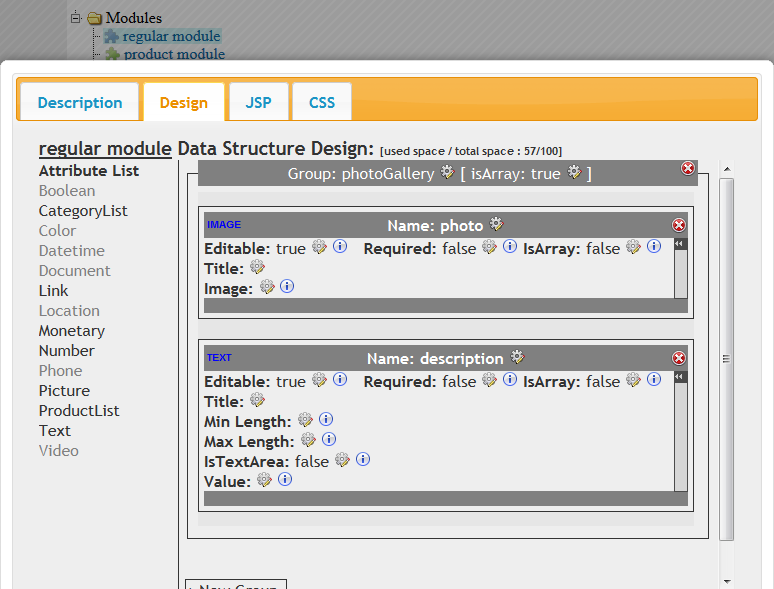 Modules
regular module
product module
Description Design JSP CSS
regular module Data Structure Design: [used space / total space : 57/100]
Attribute List
Boolean
CategoryList
Color
Datetime
Document
Link
Location
Monetary
Number
Phone
Picture
ProductList
Text
Video
Group: photoGallery [ isArray: true ]
IMAGE Name: photo
Editable: true Required: false IsArray: false
Title:
Image:
TEXT Name: description
Editable: true Required: false IsArray: false
Title:
Min Length:
Max Length:
IsTextArea: false
Value:
New Group